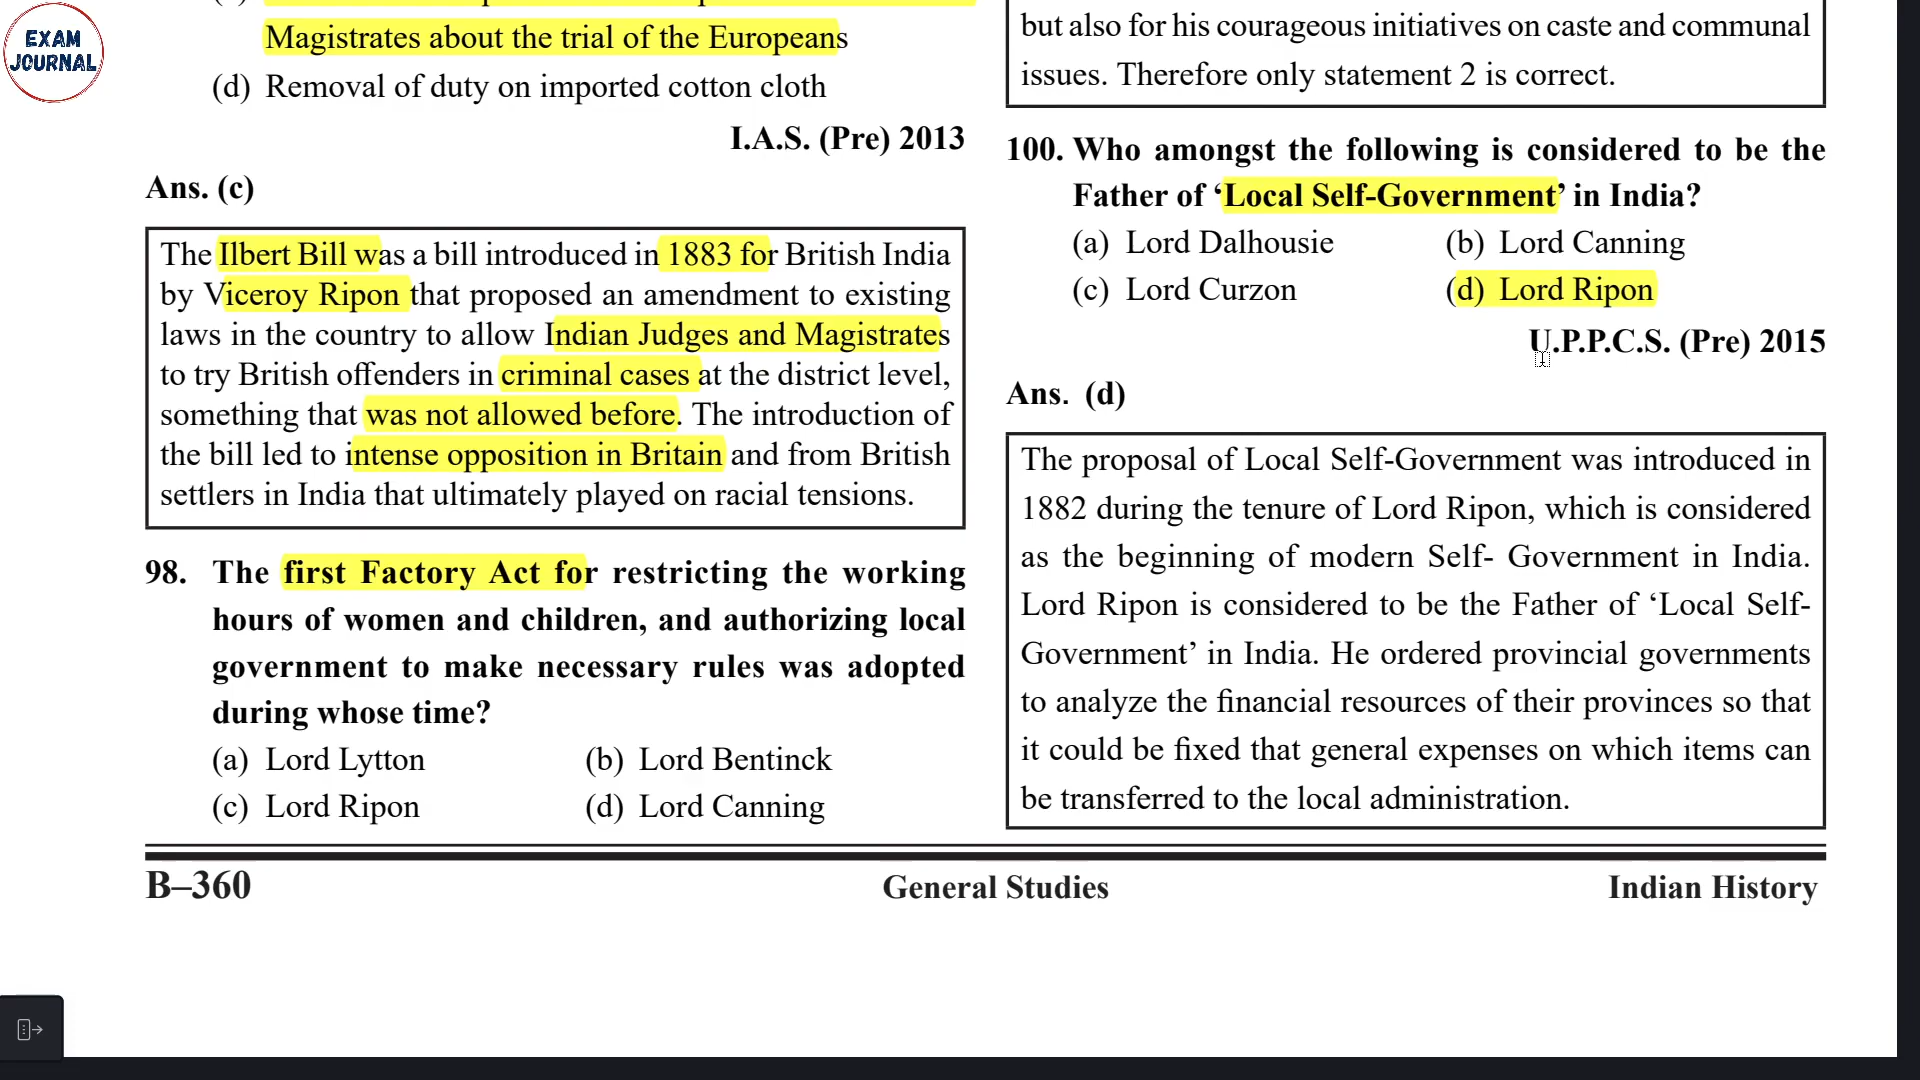 EXAM
JOURNAL
Magistrates about the trial of the Europeans
(d) Removal of duty on imported cotton cloth
I.A.S. (Pre) 2013
Ans. (c)
The Ilbert Bill was a bill introduced in 1883 for British India
by Viceroy Ripon that proposed an amendment to existing
laws in the country to allow Indian Judges and Magistrates
to try British offenders in criminal cases at the district level,
something that was not allowed before. The introduction of
the bill led to intense opposition in Britain and from British
settlers in India that ultimately played on racial tensions.
98. The first Factory Act for restricting the working
hours of women and children, and authorizing local
government to make necessary rules was adopted
during whose time?
(a) Lord Lytton (b) Lord Bentinck
(c) Lord Ripon (d) Lord Canning
but also for his courageous initiatives on caste and communal
issues. Therefore only statement 2 is correct.
100. Who amongst the following is considered to be the
Father of ‘Local Self-Government’ in India?
(a) Lord Dalhousie (b) Lord Canning
(c) Lord Curzon (d) Lord Ripon
U.P.P.C.S. (Pre) 2015
Ans. (d)
The proposal of Local Self-Government was introduced in
1882 during the tenure of Lord Ripon, which is considered
as the beginning of modern Self- Government in India.
Lord Ripon is considered to be the Father of ‘Local Self-
Government’ in India. He ordered provincial governments
to analyze the financial resources of their provinces so that
it could be fixed that general expenses on which items can
be transferred to the local administration.
B–360 General Studies Indian History